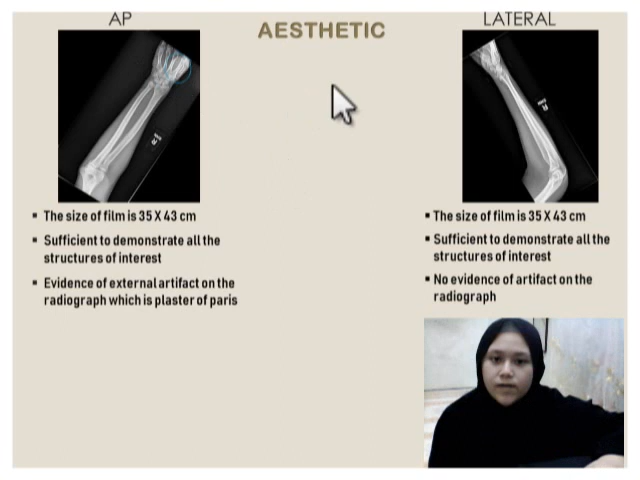 AP
AESTHETIC
LATERAL
R
R
▪ The size of film is 35 X 43 cm
▪ Sufficient to demonstrate all the
structures of interest
▪ Evidence of external artifact on the
radiograph which is plaster of paris
▪ The size of film is 35 X 43 cm
▪ Sufficient to demonstrate all the
structures of interest
▪ No evidence of artifact on the
radiograph